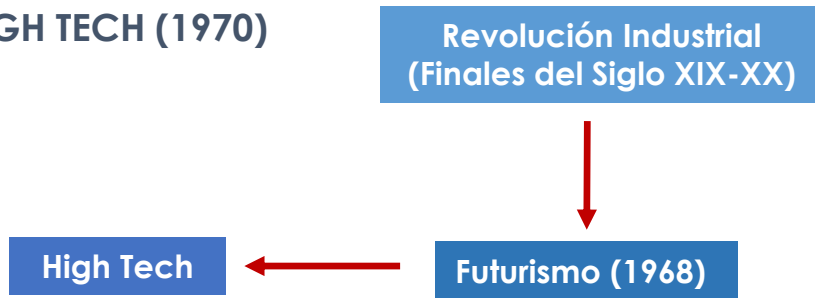 GH TECH (1970)
Revolución Industrial
(Finales del Siglo XIX-XX)
High Tech
Futurismo (1968)